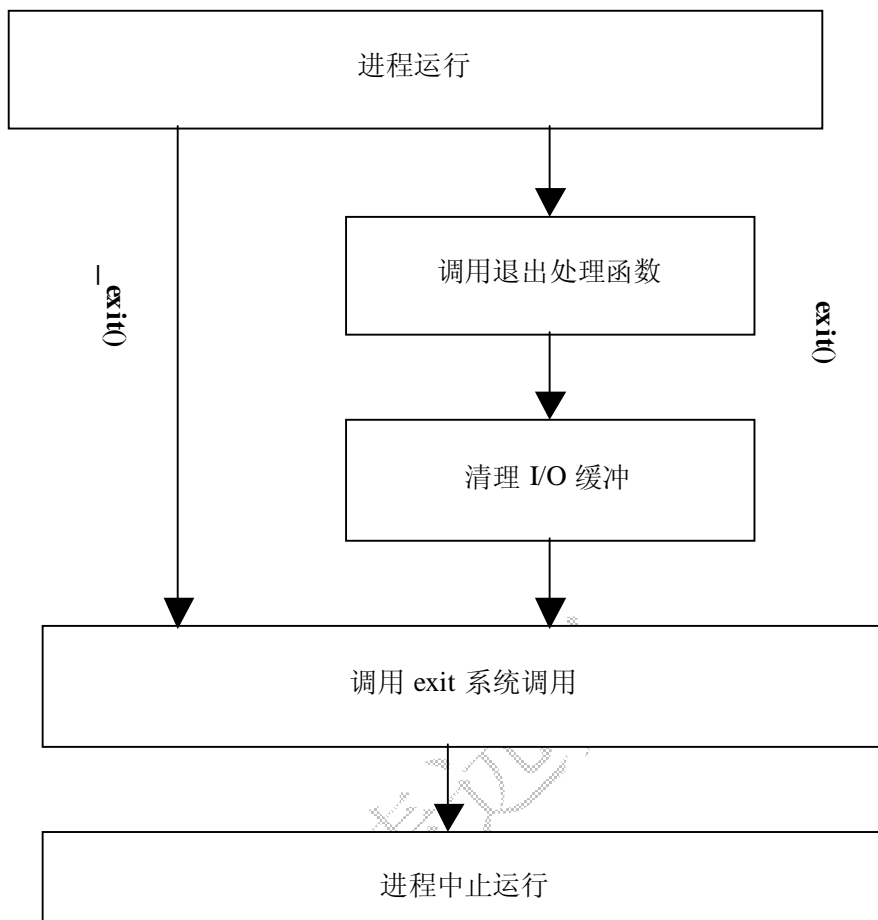 进程运行
调用退出处理函数
_exit()
exit()
清理 I/O 缓冲
调用 exit 系统调用
进程中止运行